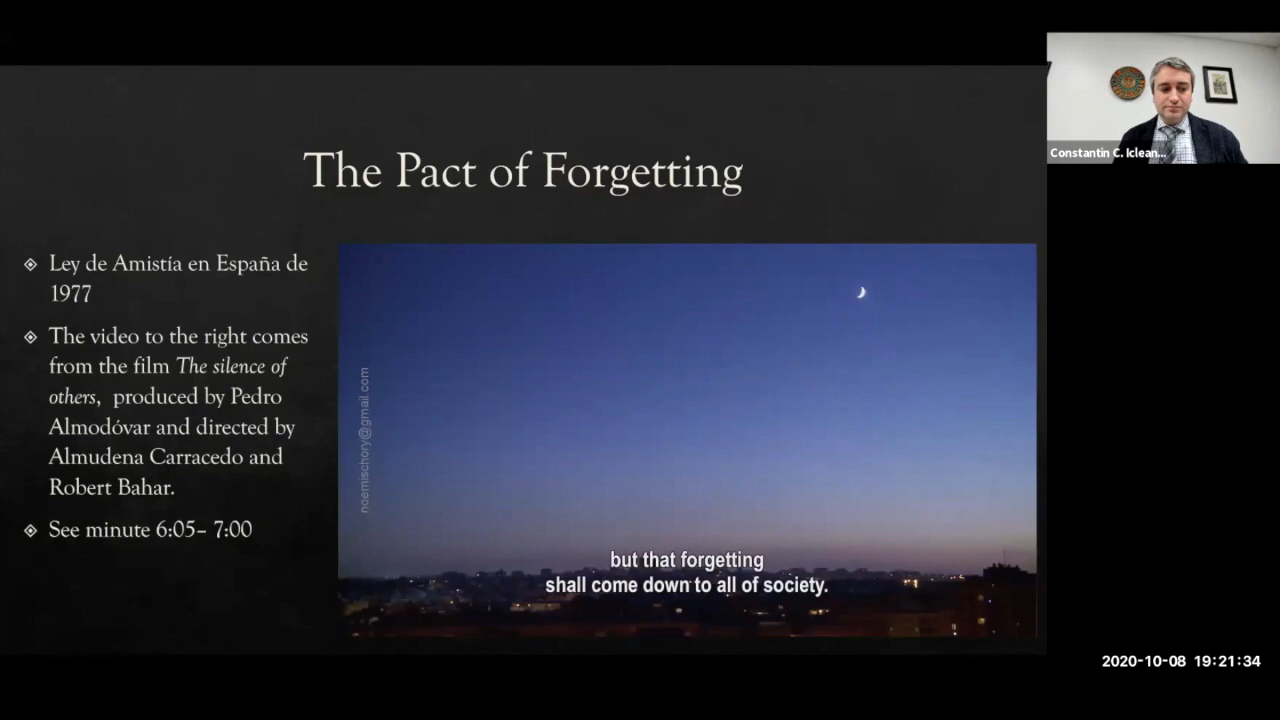 The Pact of Forgetting
Ley de Amistía en España de
1977
The video to the right comes
from the film The silence of
others, produced by Pedro
Almodóvar and directed by
Almudena Carracedo and
Robert Bahar.
See minute 6:05– 7:00
noemischory@gmail.com
but that forgetting
shall come down to all of society.
Constantin C. Iclean...
2020-10-08 19:21:34